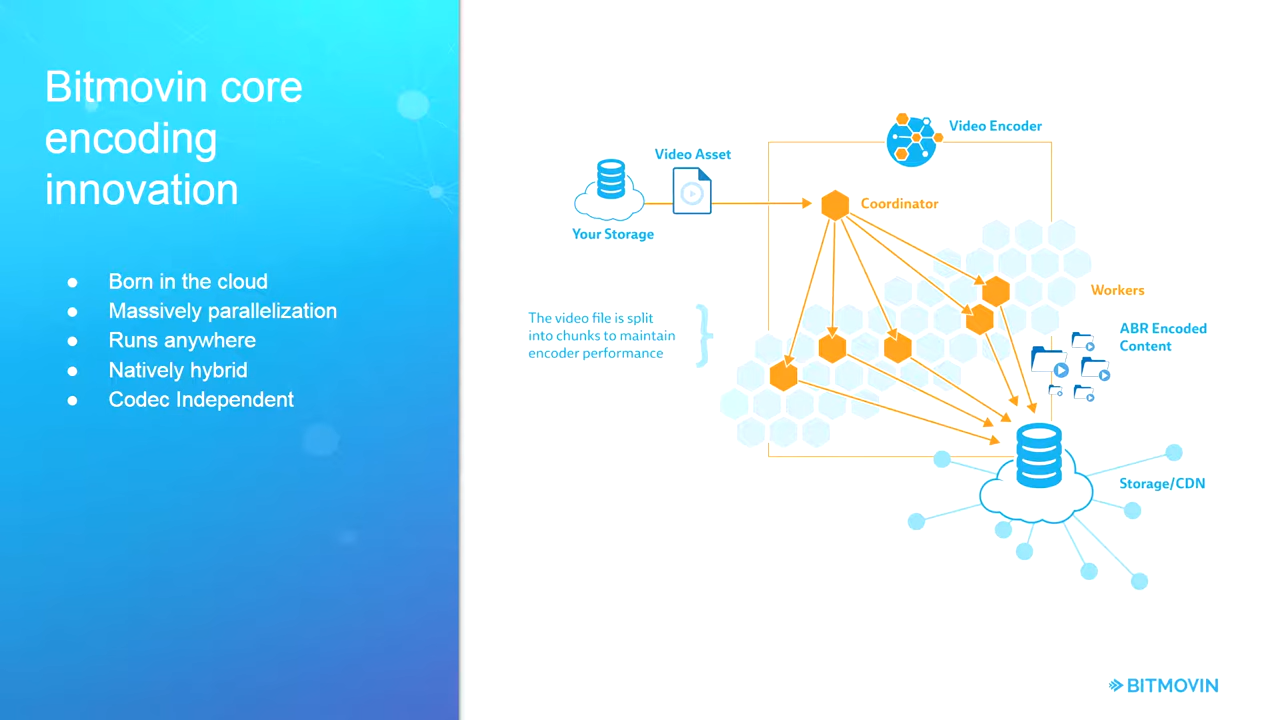 Bitmovin core
encoding
innovation
● Born in the cloud
● Massively parallelization
● Runs anywhere
● Natively hybrid
● Codec Independent
Video Encoder
Video Asset
Coordinator
Your Storage
Workers
The video file is split
into chunks to maintain
encoder performance
ABR Encoded
Content
Storage/CDN
BITMOVIN